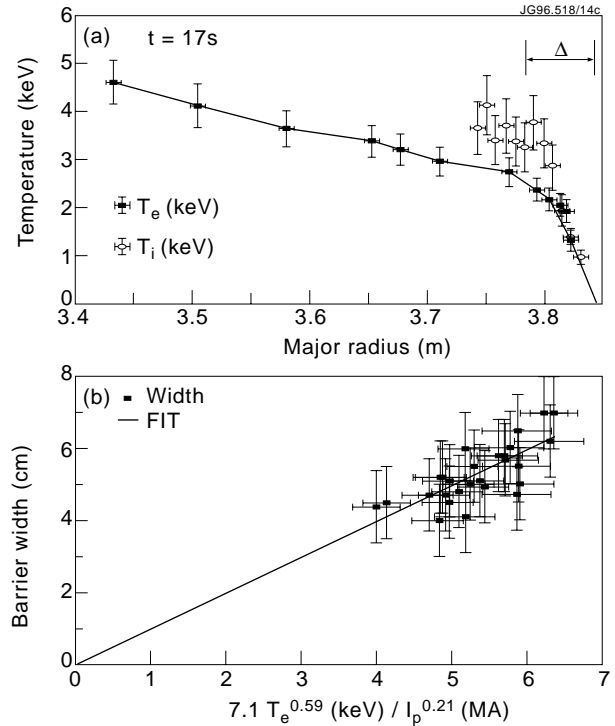 JG96.518/14c
(a)
t = 17s
Δ
6
5
4
3
2
1
0
Temperature (keV)
T_e (keV)
T_i (keV)
3.4
3.5
3.6
3.7
3.8
Major radius (m)
(b)
Width
FIT
8
6
4
2
0
Barrier width (cm)
0
1
2
3
4
5
6
7
7.1 T_e^0.59 (keV) / I_p^0.21 (MA)